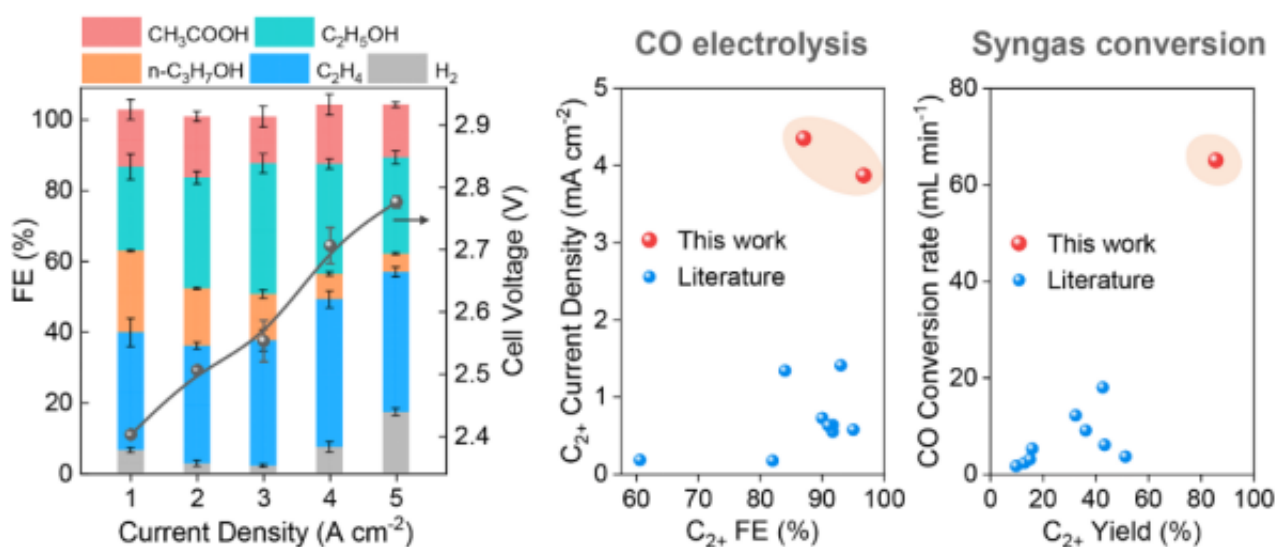 CH₃COOH C₂H₅OH
n-C₃H₇OH C₂H₄ H₂
FE (%)
100
80
60
40
20
0
1 2 3 4 5
Current Density (A cm⁻²)
2.9
2.8
2.7
2.6
2.5
2.4
Cell Voltage (V)
CO electrolysis
C₂₊ Current Density (mA cm⁻²)
5
4
3
2
1
0
This work
Literature
60 70 80 90 100
C₂₊ FE (%)
Syngas conversion
CO Conversion rate (mL min⁻¹)
80
60
40
20
0
This work
Literature
0 20 40 60 80 100
C₂₊ Yield (%)